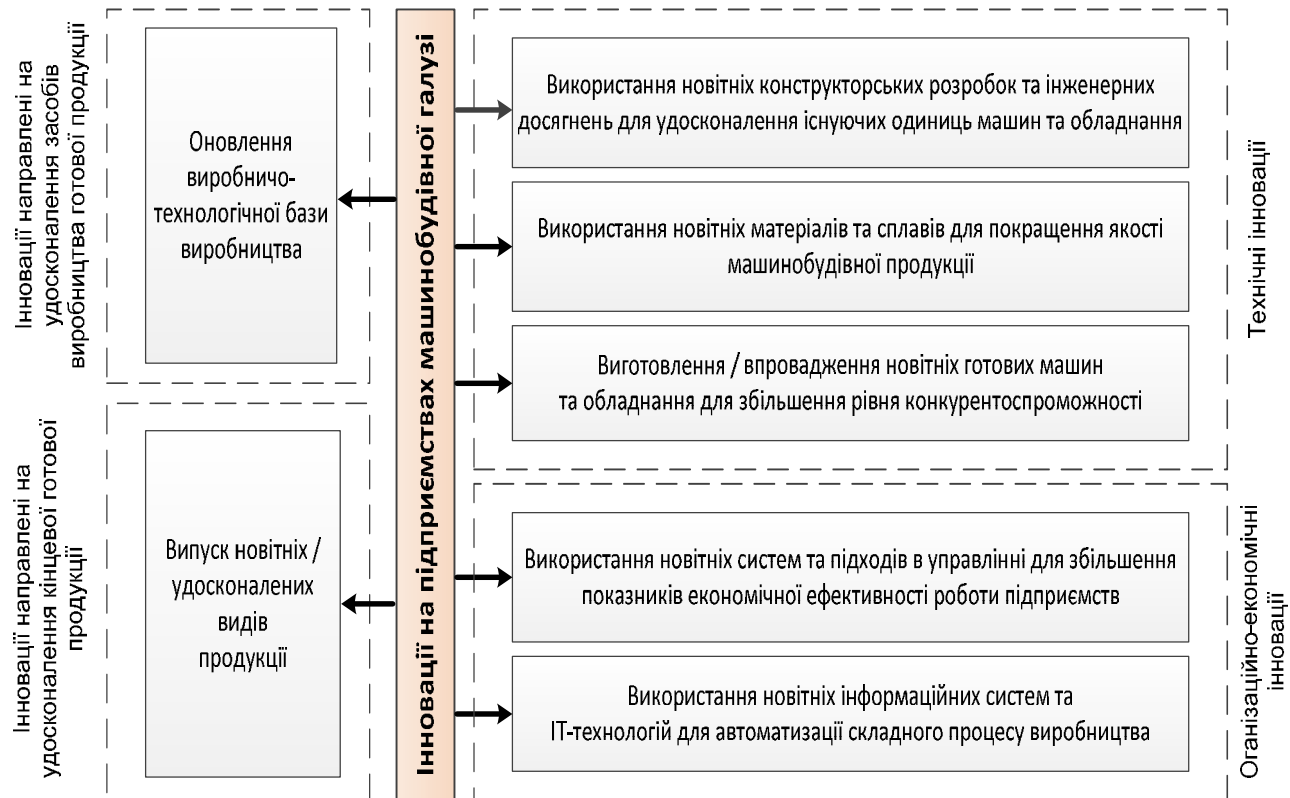 Інновації направлені на
удосконалення засобів
виробництва готової продукції
Оновлення
виробничо-
технологічної бази
виробництва
Інновації направлені на
удосконалення кінцевої готової
продукції
Випуск новітніх /
удосконалених
видів
продукції
Інновації на підприємствах машинобудівної галузі
Використання новітніх конструкторських розробок та інженерних
досягнень для удосконалення існуючих одиниць машин та обладнання
Використання новітніх матеріалів та сплавів для покращення якості
машинобудівної продукції
Виготовлення / впровадження новітніх готових машин
та обладнання для збільшення рівня конкурентоспроможності
Технічні інновації
Використання новітніх систем та підходів в управлінні для збільшення
показників економічної ефективності роботи підприємств
Використання новітніх інформаційних систем та
ІТ-технологій для автоматизації складного процесу виробництва
Оганізаційно-економічні
інновації